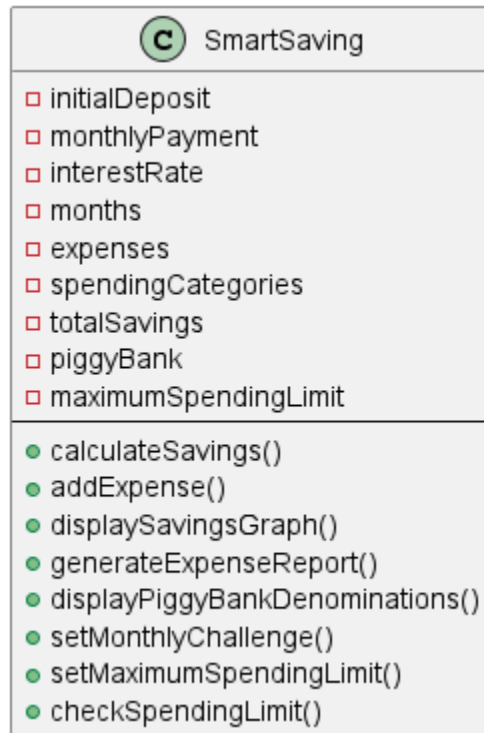 C SmartSaving
initialDeposit
monthlyPayment
interestRate
months
expenses
spendingCategories
totalSavings
piggyBank
maximumSpendingLimit
calculateSavings()
addExpense()
displaySavingsGraph()
generateExpenseReport()
displayPiggyBankDenominations()
setMonthlyChallenge()
setMaximumSpendingLimit()
checkSpendingLimit()